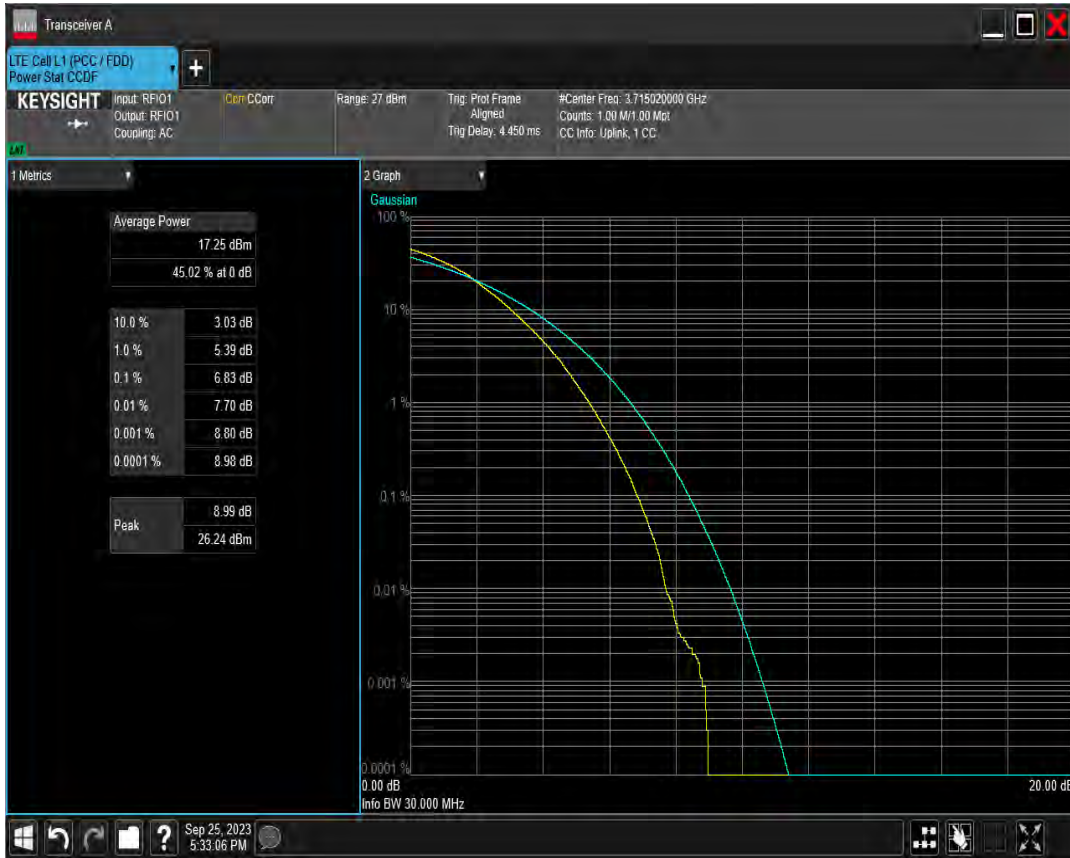 Transceiver A
LTE Cell L1 (PCC / FDD)
Power Stat CCDF
+
KEYSIGHT
Input: RFIO1
Output: RFIO1
Coupling: AC
Corr CCorr
Range: 27 dBm
Trig: Prot Frame
Aligned
Trig Delay: 4.450 ms
#Center Freq: 3.715020000 GHz
Counts: 1.00 M/1.00 Mpt
CC Info: Uplink, 1 CC
1 Metrics
Average Power
17.25 dBm
45.02 % at 0 dB
10.0 % 3.03 dB
1.0 % 5.39 dB
0.1 % 6.83 dB
0.01 % 7.70 dB
0.001 % 8.80 dB
0.0001 % 8.98 dB
Peak
8.99 dB
26.24 dBm
2 Graph
Gaussian
100 %
10 %
1 %
0.1 %
0.01 %
0.001 %
0.0001 %
0.00 dB
20.00 dB
Info BW 30.000 MHz
?
Sep 25, 2023
5:33:06 PM